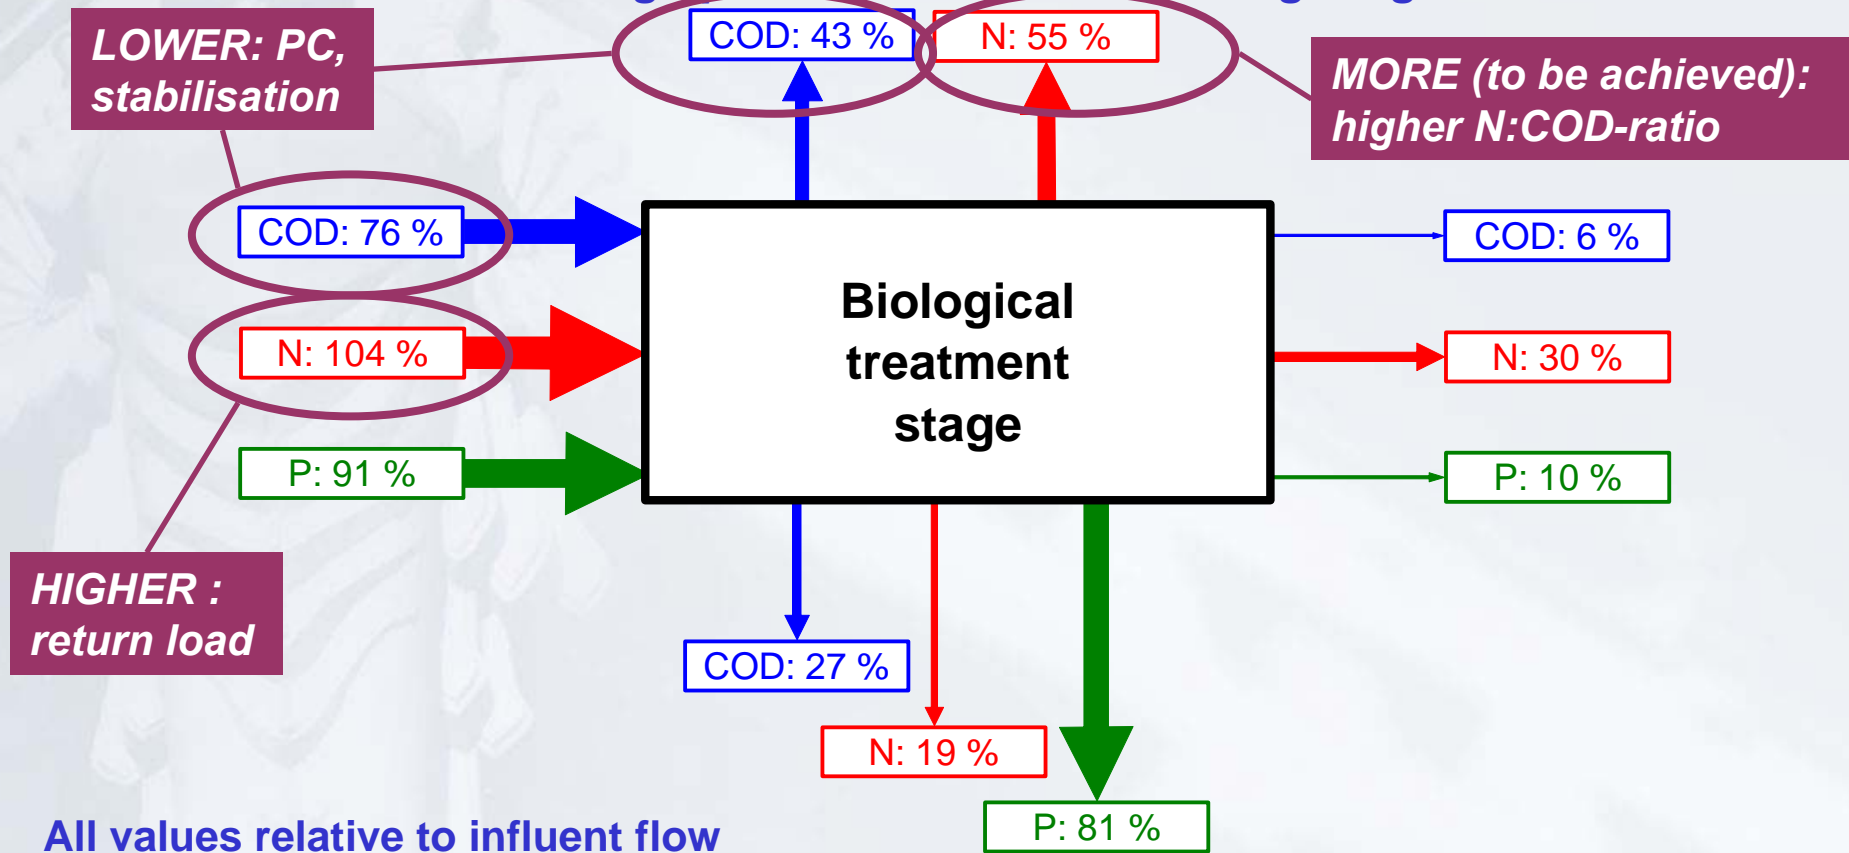 COD: 43 %
N: 55 %
LOWER: PC,
stabilisation
MORE (to be achieved):
higher N:COD-ratio
COD: 76 %
COD: 6 %
Biological
treatment
stage
N: 104 %
N: 30 %
P: 91 %
P: 10 %
HIGHER :
return load
COD: 27 %
N: 19 %
P: 81 %
All values relative to influent flow